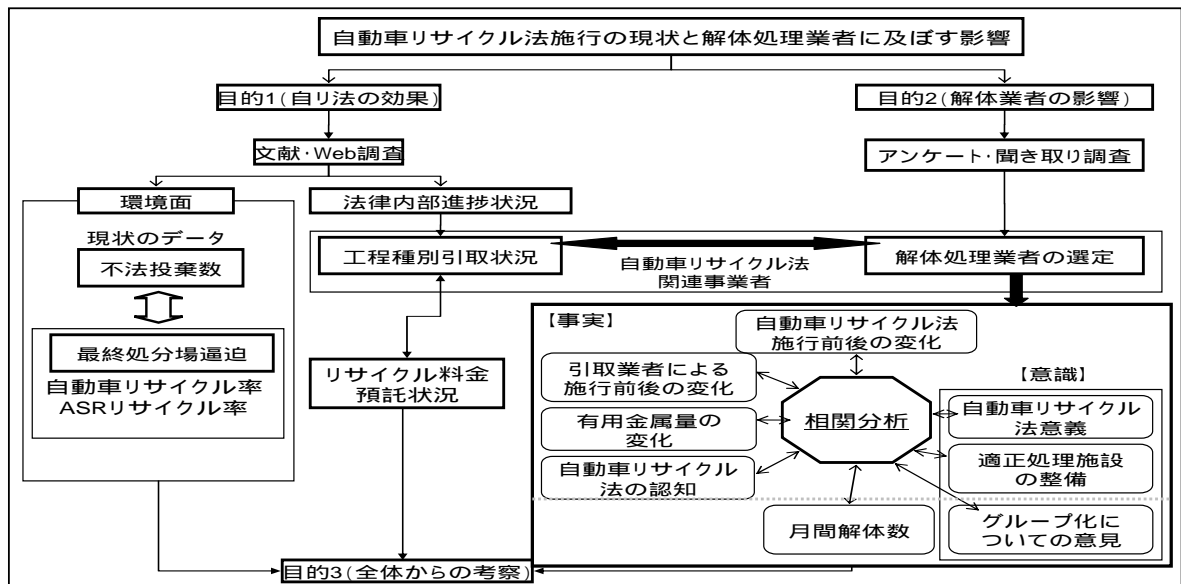 自動車リサイクル法施行の現状と解体処理業者に及ぼす影響
目的1(自リ法の効果)
目的2(解体業者の影響)
文献・Web調査
アンケート・聞き取り調査
環境面
法律内部進捗状況
現状のデータ
不法投棄数
最終処分場逼迫
自動車リサイクル率
ASRリサイクル率
工程種別引取状況
自動車リサイクル法
関連事業者
解体処理業者の選定
リサイクル料金
預託状況
【事実】
自動車リサイクル法
施行前後の変化
引取業者による
施行前後の変化
有用金属量の
変化
自動車リサイクル
法の認知
相関分析
【意識】
自動車リサイクル
法意義
適正処理施設
の整備
グループ化に
ついての意見
月間解体数
目的3(全体からの考察)